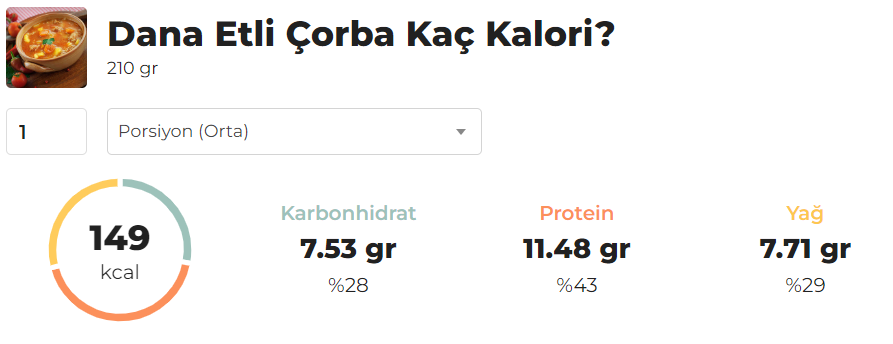 Dana Etli Çorba Kaç Kalori?
210 gr
1 Porsiyon (Orta)
149
kcal
Karbonhidrat
7.53 gr
%28
Protein
11.48 gr
%43
Yağ
7.71 gr
%29